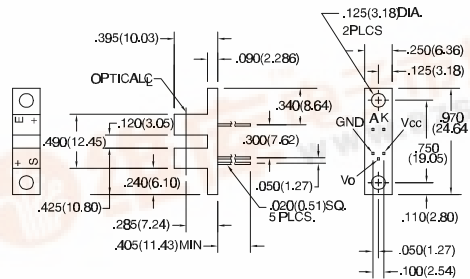 .125(3.18)DIA.
2PLCS
.395(10.03)
.250(6.36)
.090(2.286)
.125(3.18)
OPTICAL℄
.340(8.64)
A K
E +
.120(3.05)
GND
Vcc
.970
(24.64
.490(12.45)
.300(7.62)
.750
(19.05)
+ S
.240(6.10)
.050(1.27)
Vo
.425(10.80)
.020(0.51)SQ.
5 PLCS.
.110(2.80)
.285(7.24)
.405(11.43)MIN
.050(1.27)
.100(2.54)